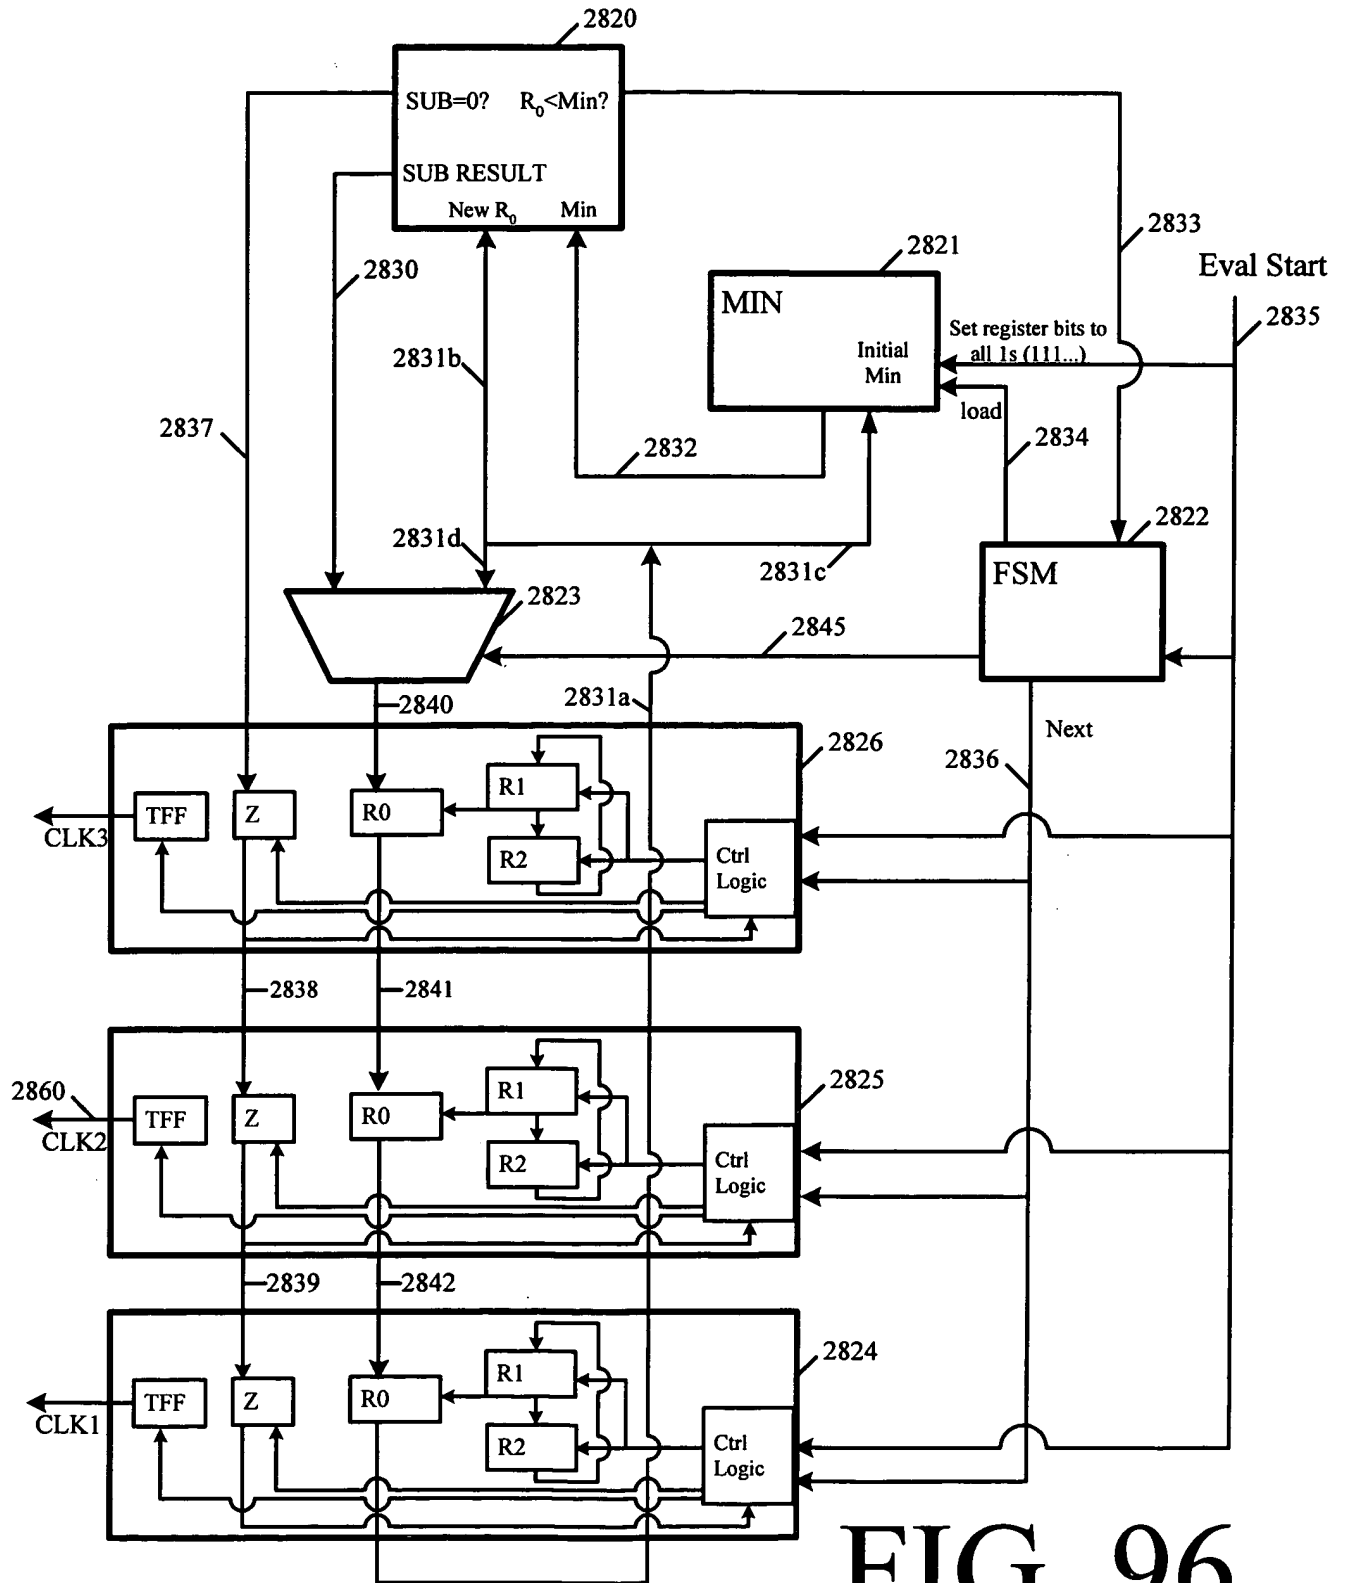 2820
SUB=0? R0<Min?
SUB RESULT
New R0 Min
2833
2821
Eval Start
2830
MIN
2835
Set register bits to
all 1s (111...)
Initial
Min
2831b
load
2837
2832
2834
2831d
2831c
2822
FSM
2823
2845
2831a
2840
Next
2826
2836
R1
TFF
Z
R0
CLK3
R2
Ctrl
Logic
2838
2841
2860
2825
R1
TFF
Z
R0
CLK2
R2
Ctrl
Logic
2839
2842
2824
R1
TFF
Z
R0
CLK1
R2
Ctrl
Logic
FIG. 96